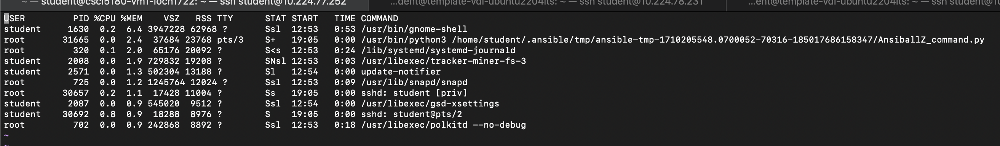 ~ — student@csci5180-vm1-loch1722: ~ — ssh student@10.224.77.252 ...dent@template-vdi-ubuntu2204lts: ~ — ssh student@10.224.78.231 ...ent@template-vdi-ubuntu2204lts: ~ — ssh student@10
USER PID %CPU %MEM VSZ RSS TTY STAT START TIME COMMAND
student 1630 0.2 6.4 3947228 62968 ? Ssl 12:53 0:53 /usr/bin/gnome-shell
root 31665 0.0 2.4 37684 23768 pts/3 S+ 19:05 0:00 /usr/bin/python3 /home/student/.ansible/tmp/ansible-tmp-1710205548.0700052-70316-185017686158347/AnsiballZ_command.py
root 320 0.1 2.0 65176 20092 ? S<s 12:53 0:24 /lib/systemd/systemd-journald
student 2008 0.0 1.9 729832 19208 ? SNsl 12:53 0:03 /usr/libexec/tracker-miner-fs-3
student 2571 0.0 1.3 502304 13188 ? Sl 12:54 0:00 update-notifier
root 725 0.0 1.2 1245764 12024 ? Ssl 12:53 0:09 /usr/lib/snapd/snapd
root 30657 0.2 1.1 17428 11004 ? Ss 19:05 0:00 sshd: student [priv]
student 2087 0.0 0.9 545020 9512 ? Ssl 12:54 0:00 /usr/libexec/gsd-xsettings
student 30692 0.8 0.9 18288 8976 ? S 19:05 0:00 sshd: student@pts/2
root 702 0.0 0.9 242868 8892 ? Ssl 12:53 0:18 /usr/libexec/polkitd --no-debug
~
~